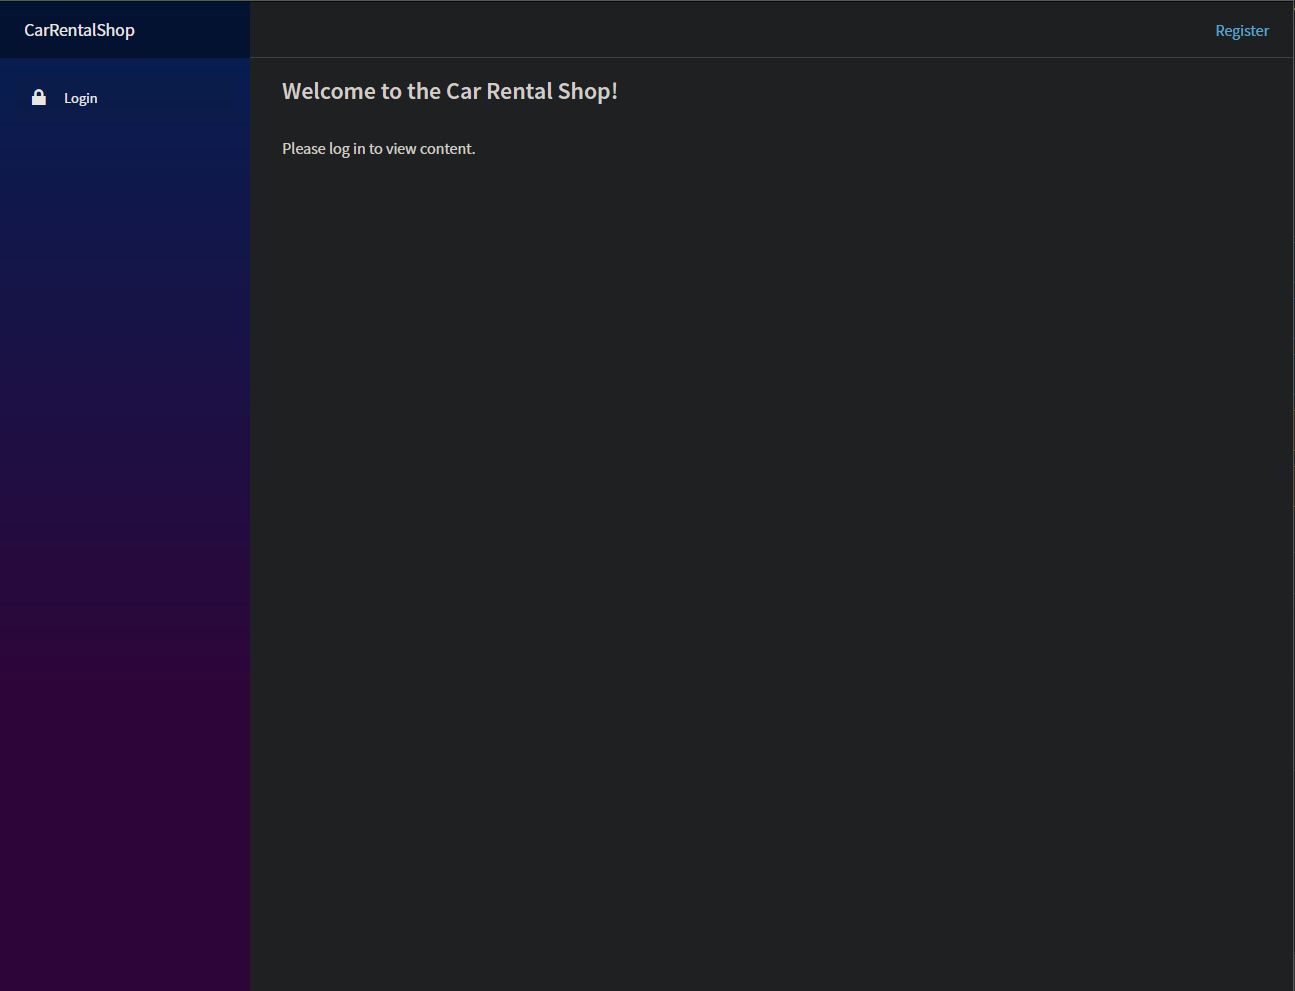 CarRentalShop
Register
Login
Welcome to the Car Rental Shop!
Please log in to view content.